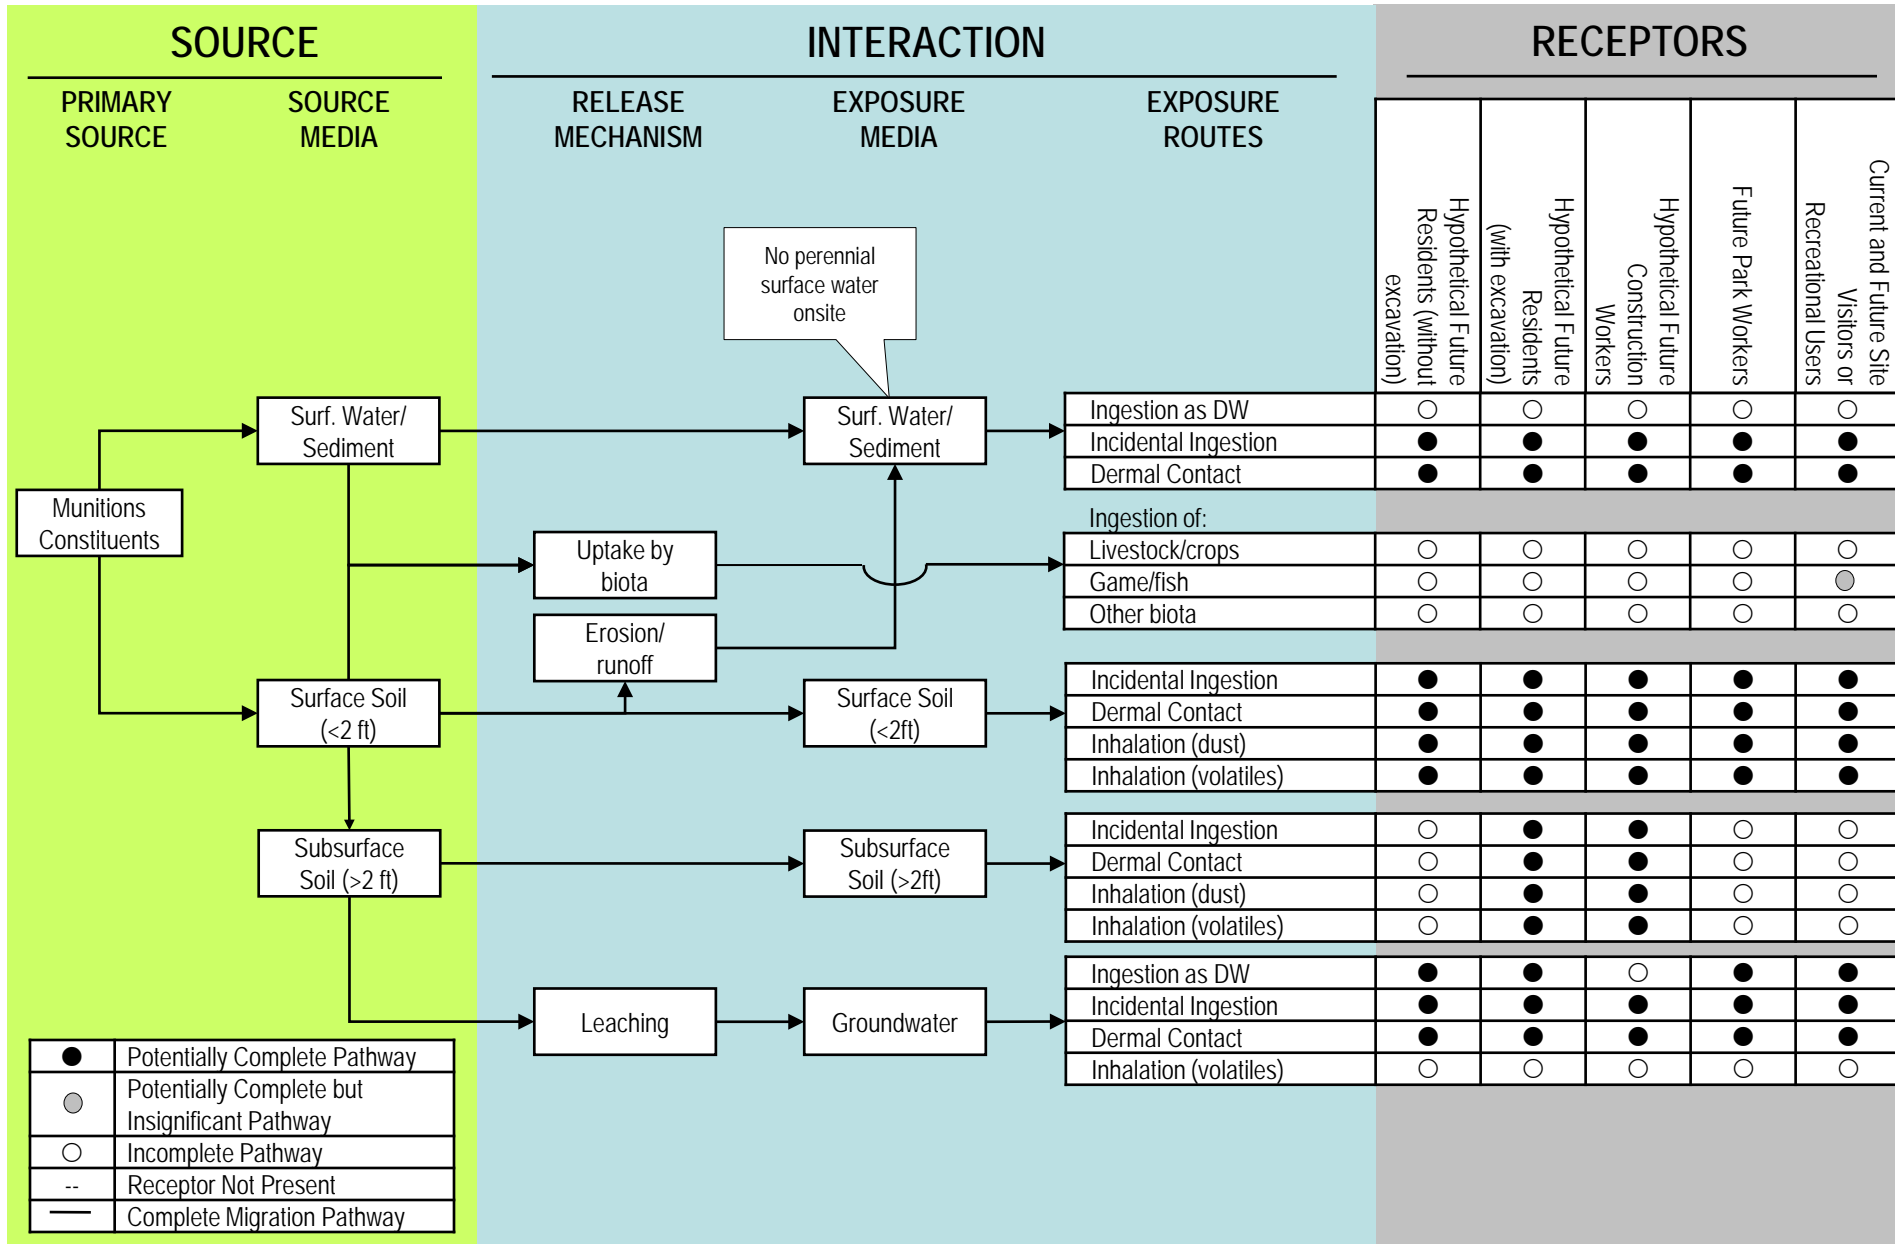 SOURCE
INTERACTION
RECEPTORS
PRIMARY
SOURCE
SOURCE
MEDIA
RELEASE
MECHANISM
EXPOSURE
MEDIA
EXPOSURE
ROUTES
Hypothetical Future
Residents (without
excavation)
Hypothetical Future
Residents
(with excavation)
Hypothetical Future
Construction
Workers
Future Park Workers
Current and Future Site
Visitors or
Recreational Users
No perennial
surface water
onsite
Munitions
Constituents
Surf. Water/
Sediment
Surf. Water/
Sediment
Ingestion as DW
Incidental Ingestion
Dermal Contact
Uptake by
biota
Ingestion of:
Livestock/crops
Game/fish
Other biota
Erosion/
runoff
Surface Soil
(<2 ft)
Surface Soil
(<2ft)
Incidental Ingestion
Dermal Contact
Inhalation (dust)
Inhalation (volatiles)
Subsurface
Soil (>2 ft)
Subsurface
Soil (>2ft)
Incidental Ingestion
Dermal Contact
Inhalation (dust)
Inhalation (volatiles)
Leaching
Groundwater
Ingestion as DW
Incidental Ingestion
Dermal Contact
Inhalation (volatiles)
Potentially Complete Pathway
Potentially Complete but
Insignificant Pathway
Incomplete Pathway
-- Receptor Not Present
Complete Migration Pathway